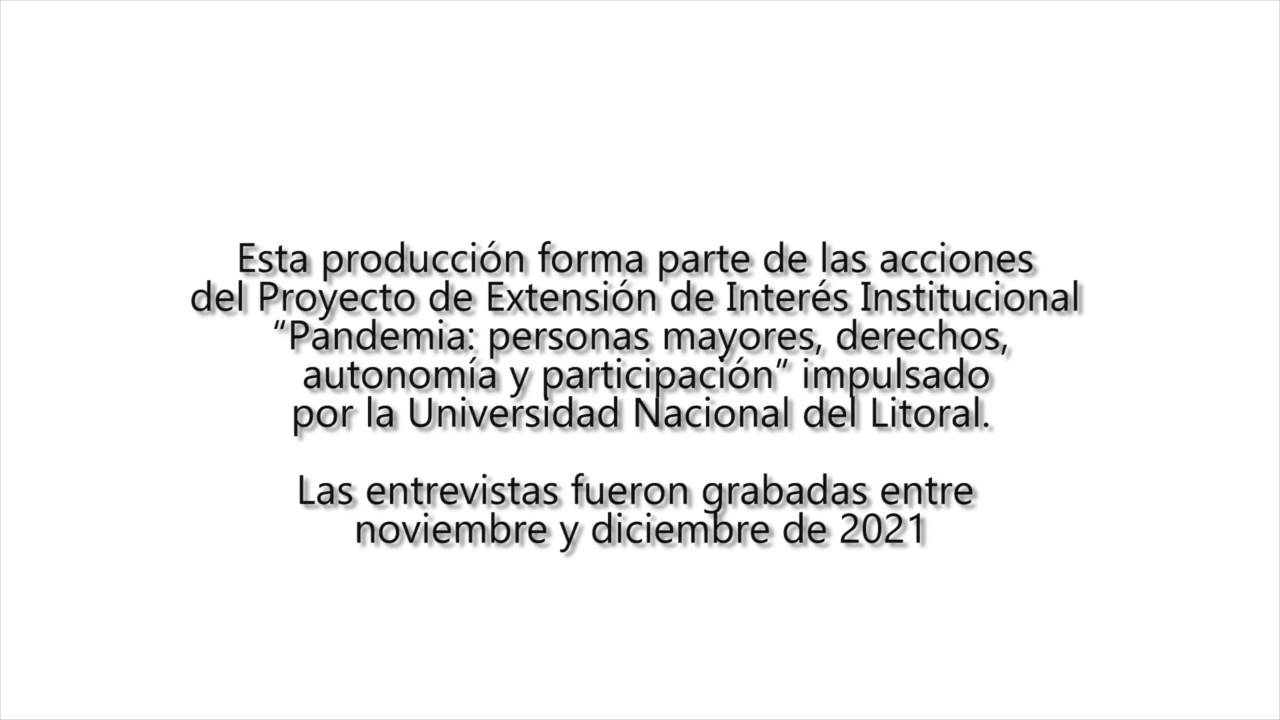 Esta producción forma parte de las acciones
del Proyecto de Extensión de Interés Institucional
“Pandemia: personas mayores, derechos,
autonomía y participación” impulsado
por la Universidad Nacional del Litoral.
Las entrevistas fueron grabadas entre
noviembre y diciembre de 2021